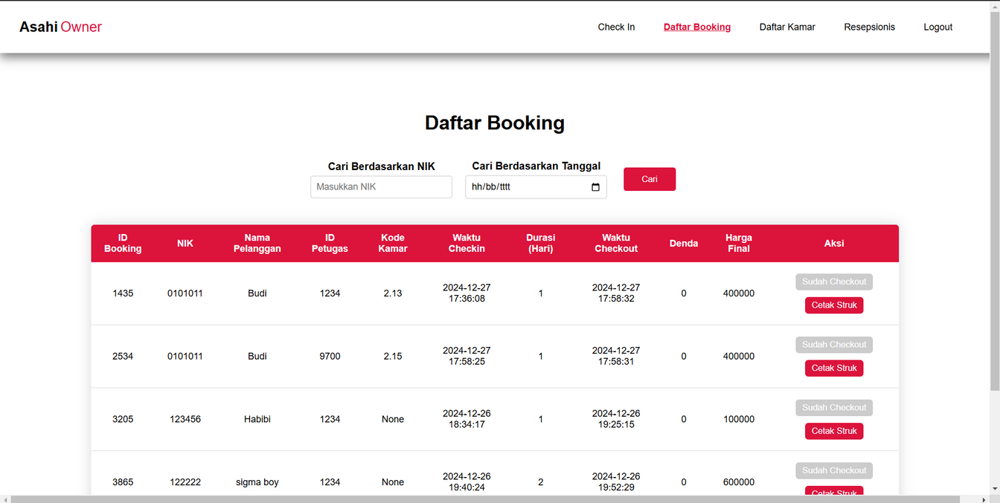 Asahi Owner
Check In Daftar Booking Daftar Kamar Resepsionis Logout
Daftar Booking
Cari Berdasarkan NIK Cari Berdasarkan Tanggal
Masukkan NIK hh/bb/tttt Cari
ID Booking NIK Nama Pelanggan ID Petugas Kode Kamar Waktu Checkin Durasi (Hari) Waktu Checkout Denda Harga Final Aksi
1435 0101011 Budi 1234 2.13 2024-12-27 17:36:08 1 2024-12-27 17:58:32 0 400000 Sudah Checkout Cetak Struk
2534 0101011 Budi 9700 2.15 2024-12-27 17:58:25 1 2024-12-27 17:58:31 0 400000 Sudah Checkout Cetak Struk
3205 123456 Habibi 1234 None 2024-12-26 18:34:17 1 2024-12-26 19:25:15 0 100000 Sudah Checkout Cetak Struk
3865 122222 sigma boy 1234 None 2024-12-26 19:40:24 2 2024-12-26 19:52:29 0 600000 Sudah Checkout Cetak Struk